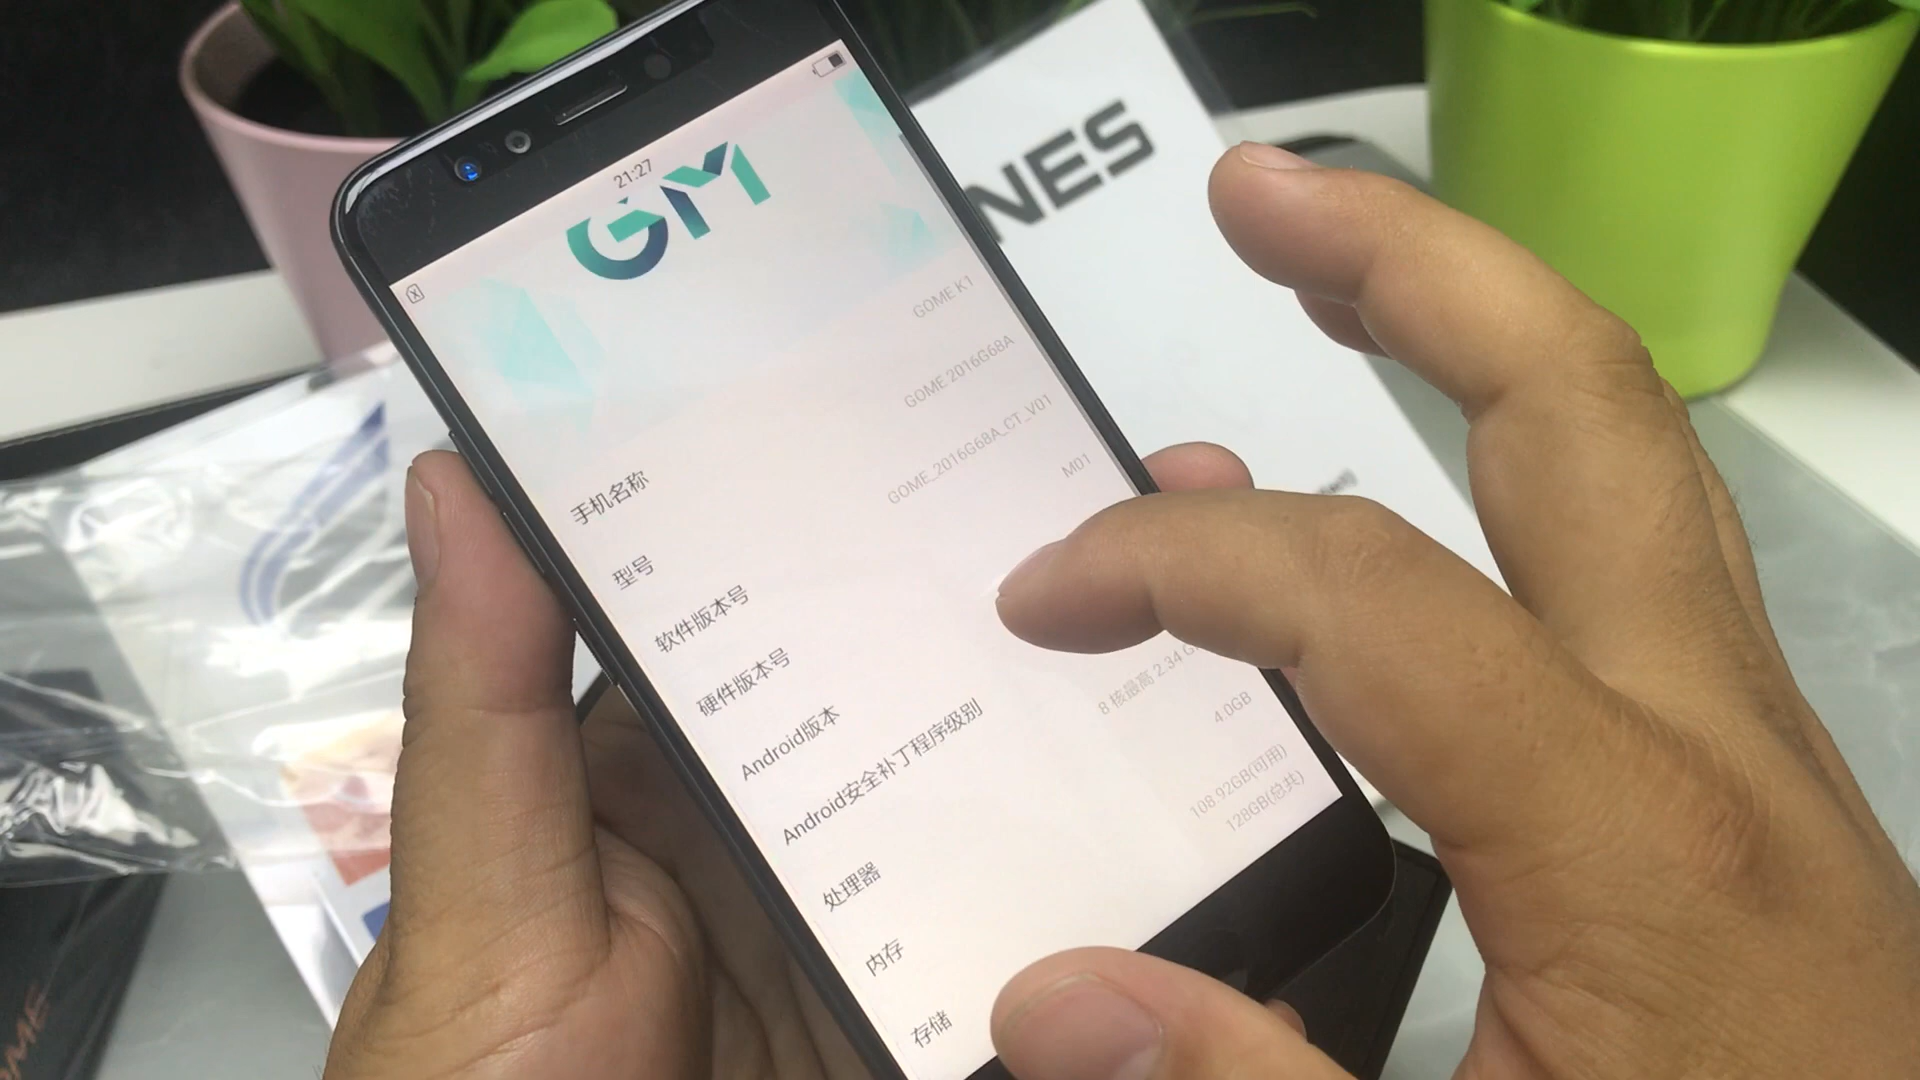 21:27
GM
手机名称 GOME K1
型号 GOME 2016G68A
软件版本号 GOME_2016G68A_CT_V01
硬件版本号 M01
Android版本
Android安全补丁程序级别
处理器 8 核最高 2.34 G
内存 4.0GB
存储 108.92GB(可用)
128GB(总共)
NES